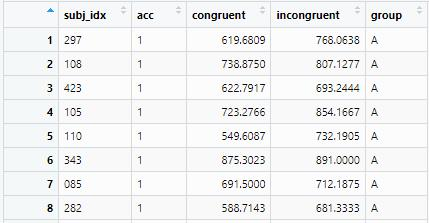 subj_idx acc congruent incongruent group
1 297 1 619.6809 768.0638 A
2 108 1 738.8750 807.1277 A
3 423 1 622.7917 693.2444 A
4 105 1 723.2766 854.1667 A
5 110 1 549.6087 732.1905 A
6 343 1 875.3023 891.0000 A
7 085 1 691.5000 712.1875 A
8 282 1 588.7143 681.3333 A